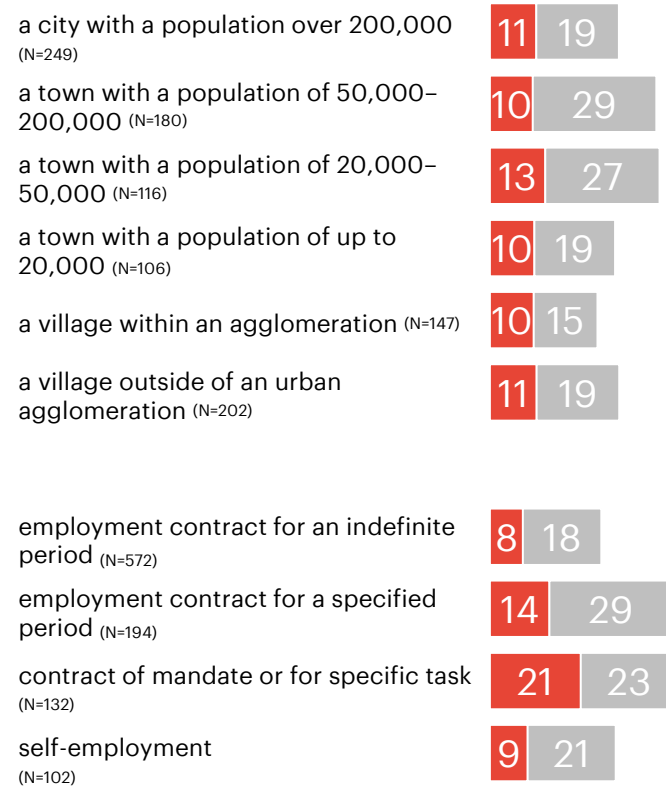 a city with a population over 200,000
(N=249)
11 19
a town with a population of 50,000–
200,000 (N=180)
10 29
a town with a population of 20,000–
50,000 (N=116)
13 27
a town with a population of up to
20,000 (N=106)
10 19
a village within an agglomeration (N=147)
10 15
a village outside of an urban
agglomeration (N=202)
11 19
employment contract for an indefinite
period (N=572)
8 18
employment contract for a specified
period (N=194)
14 29
contract of mandate or for specific task
(N=132)
21 23
self-employment
(N=102)
9 21